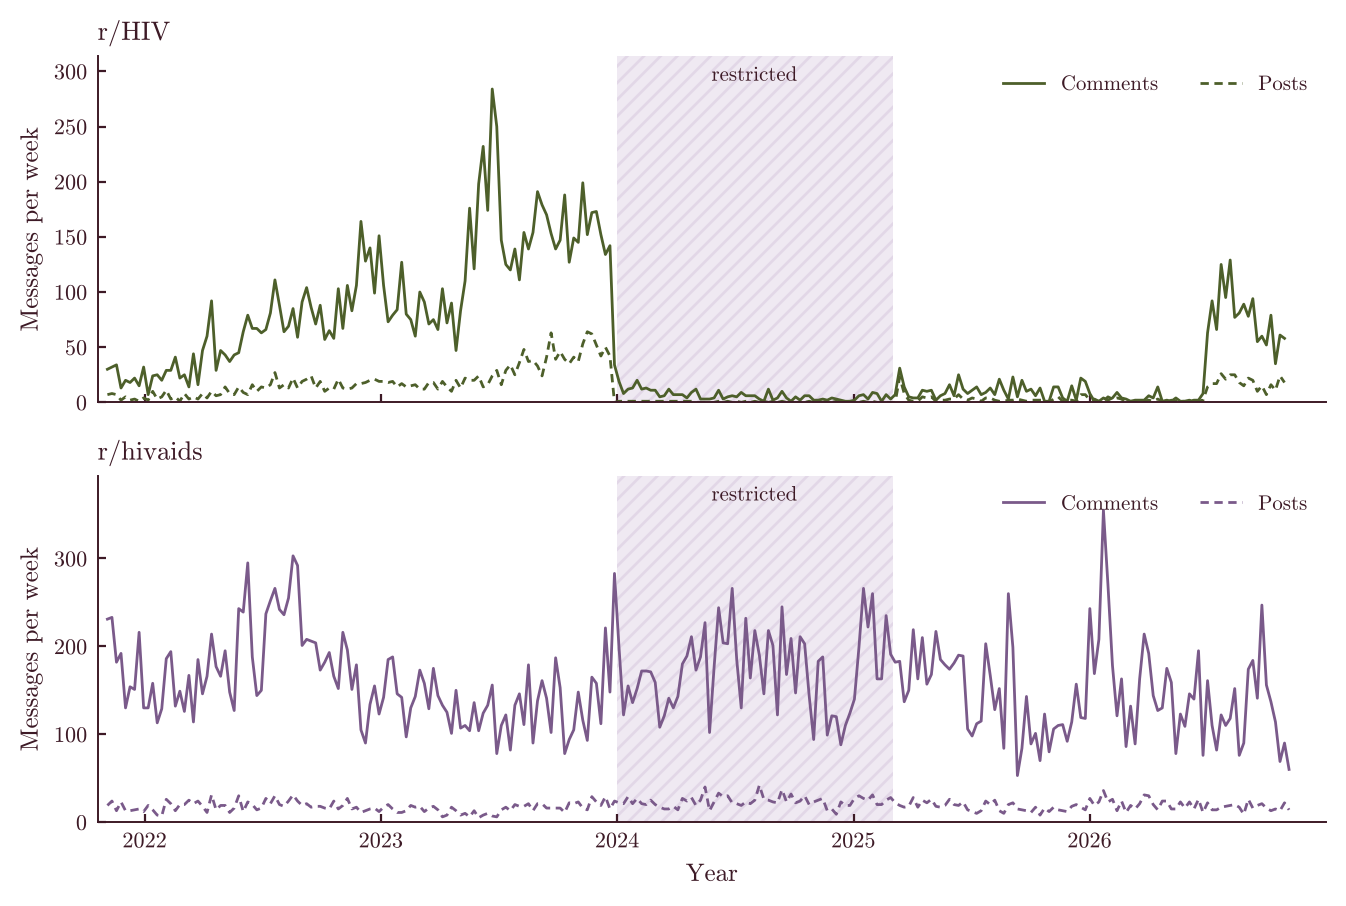 r/HIV
restricted
Comments Posts
300
250
200
150
100
50
0
Messages per week
r/hivaids
restricted
Comments Posts
300
200
100
0
Messages per week
2022 2023 2024 2025 2026
Year